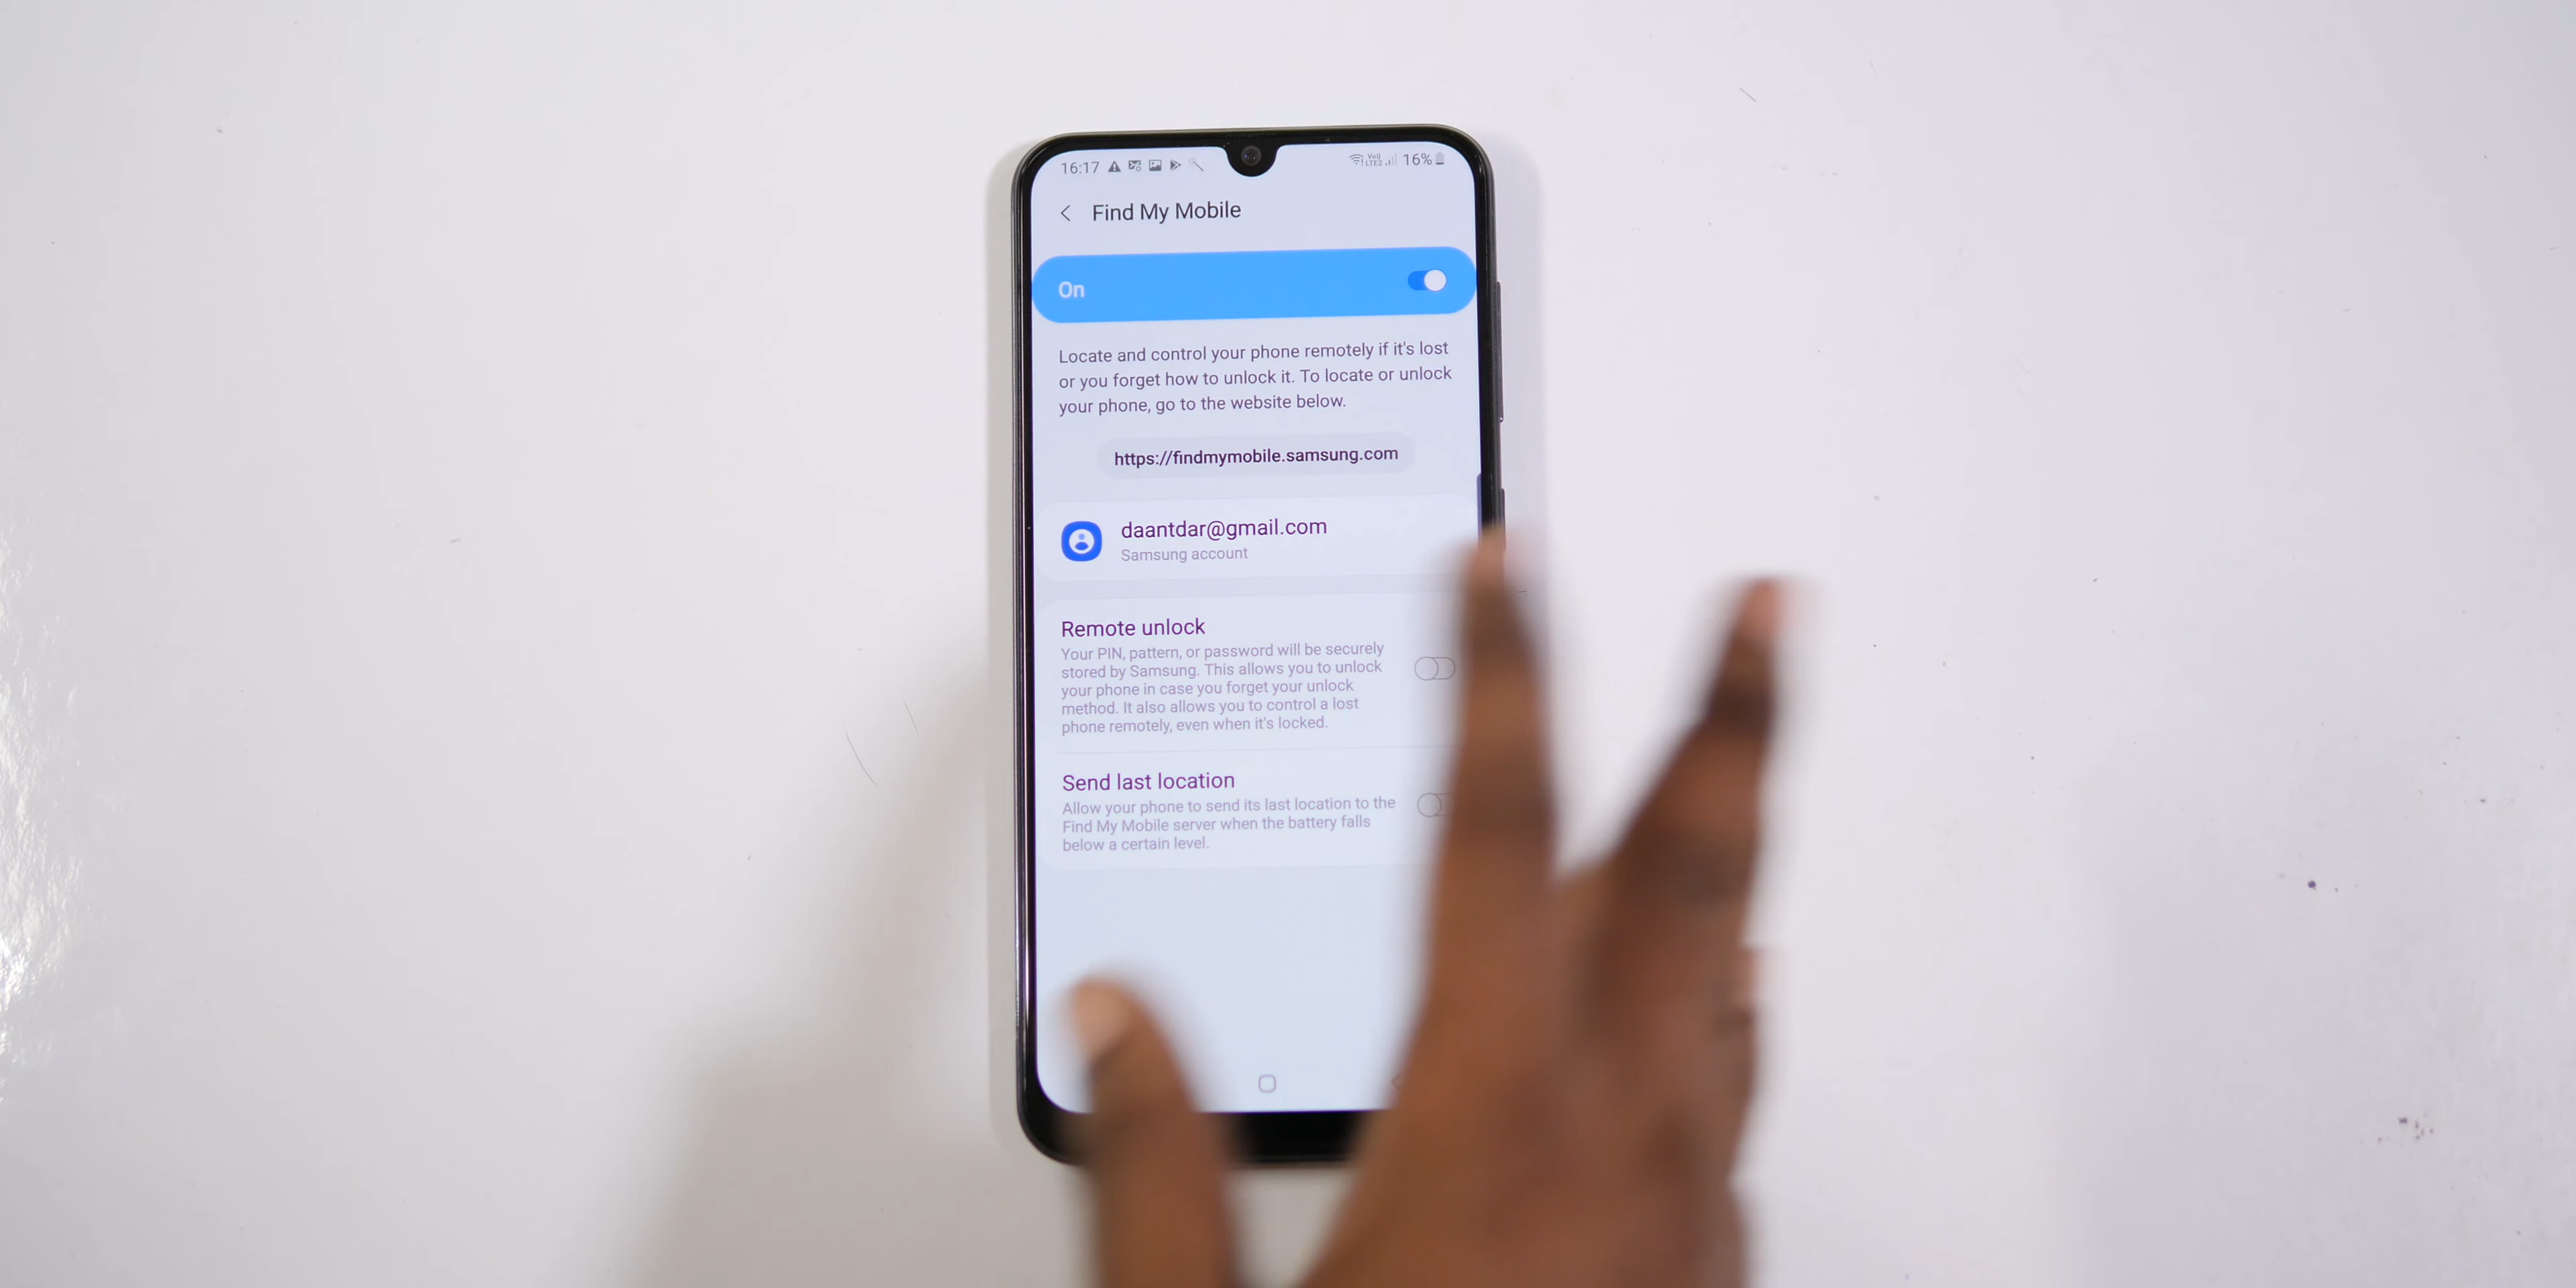 16:17
16%
Find My Mobile
On
Locate and control your phone remotely if it's lost
or you forget how to unlock it. To locate or unlock
your phone, go to the website below.
https://findmymobile.samsung.com
daantdar@gmail.com
Samsung account
Remote unlock
Your PIN, pattern, or password will be securely
stored by Samsung. This allows you to unlock
your phone in case you forget your unlock
method. It also allows you to control a lost
phone remotely, even when it's locked.
Send last location
Allow your phone to send its last location to the
Find My Mobile server when the battery falls
below a certain level.